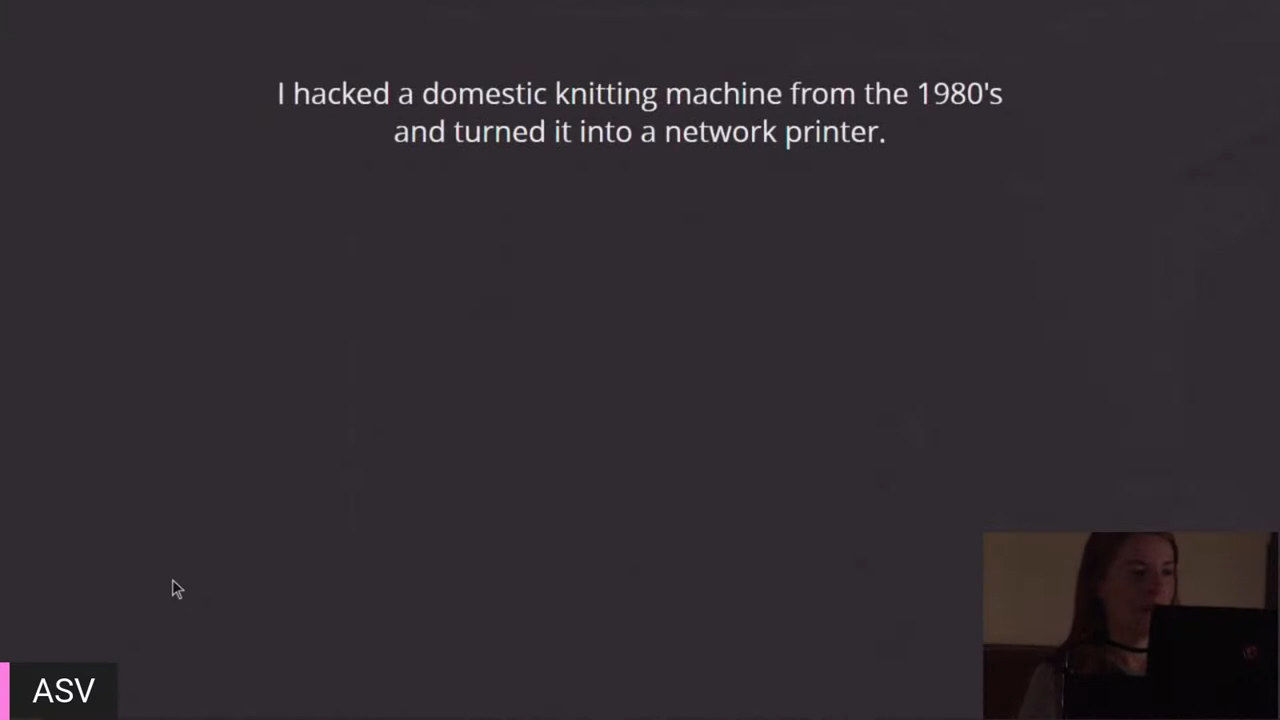 I hacked a domestic knitting machine from the 1980's
and turned it into a network printer.
ASV